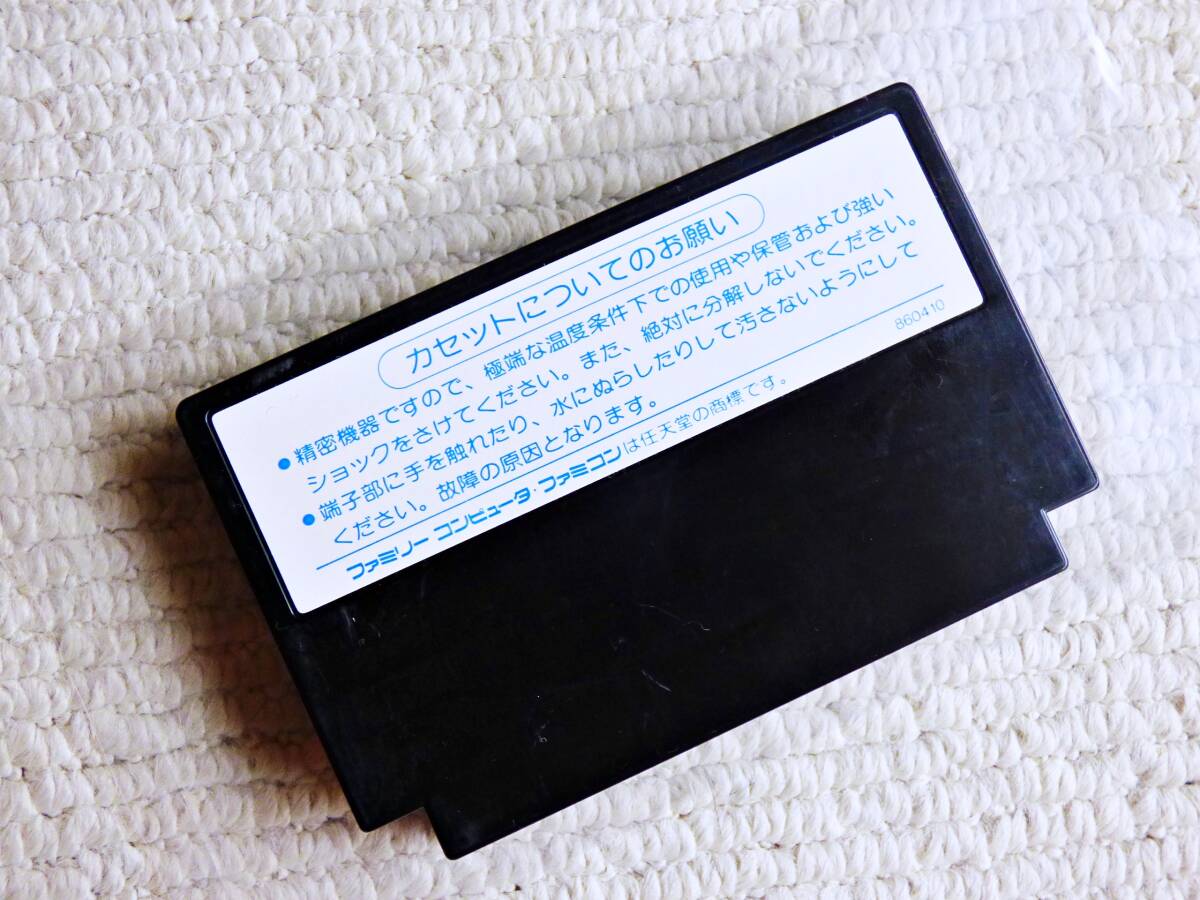 カセットについてのお願い
●精密機器ですので、極端な温度条件下での使用や保管および強い
ショックをさけてください。また、絶対に分解しないでください。
●端子部に手を触れたり、水にぬらしたりして汚さないようにして
ください。故障の原因となります。
860410
ファミリーコンピュータ・ファミコンは任天堂の商標です。